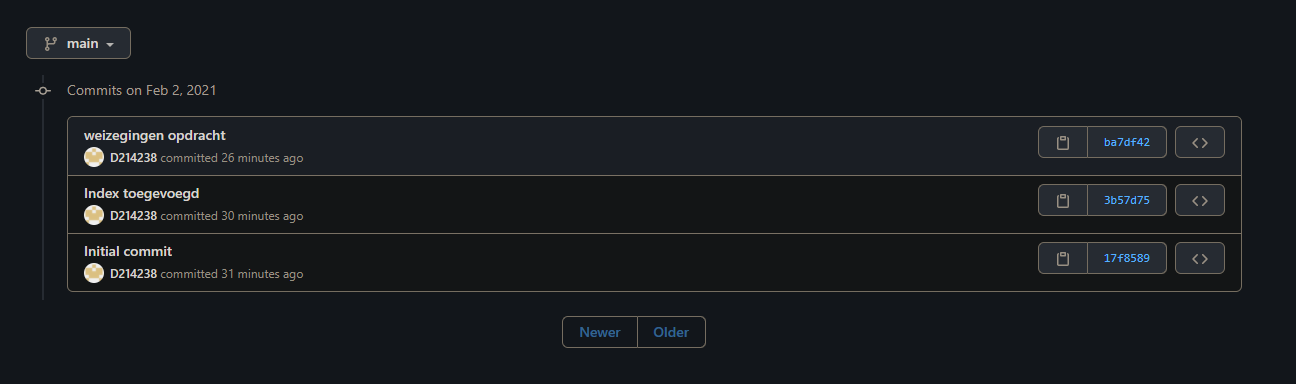 main
Commits on Feb 2, 2021
weizegingen opdracht
D214238 committed 26 minutes ago
ba7df42
Index toegevoegd
D214238 committed 30 minutes ago
3b57d75
Initial commit
D214238 committed 31 minutes ago
17f8589
Newer Older